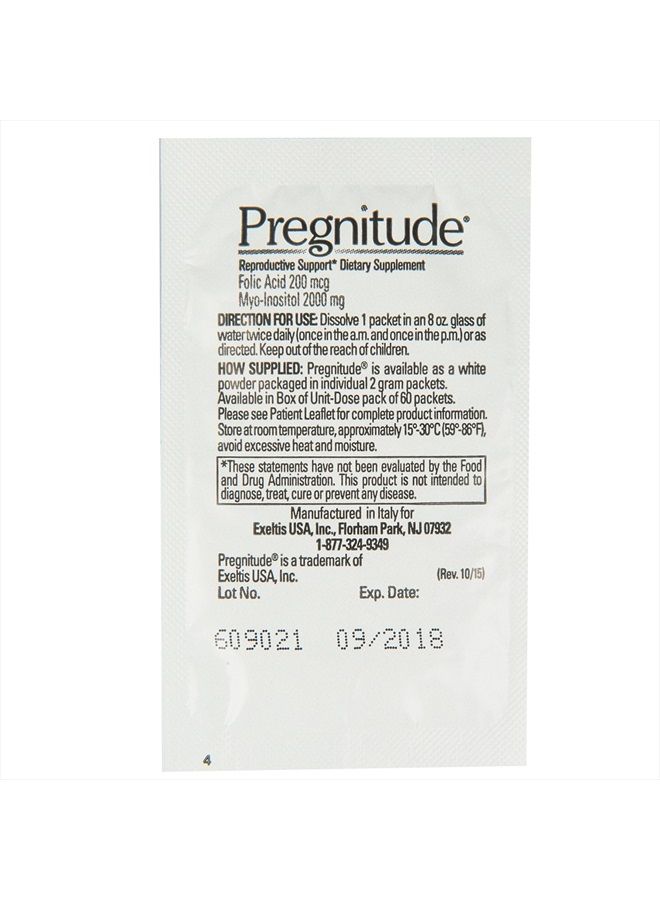 Pregnitude®
Reproductive Support* Dietary Supplement
Folic Acid 200 mcg
Myo-Inositol 2000 mg
DIRECTION FOR USE: Dissolve 1 packet in an 8 oz. glass of
water twice daily (once in the a.m. and once in the p.m.) or as
directed. Keep out of the reach of children.
HOW SUPPLIED: Pregnitude® is available as a white
powder packaged in individual 2 gram packets.
Available in Box of Unit-Dose pack of 60 packets.
Please see Patient Leaflet for complete product information.
Store at room temperature, approximately 15°-30°C (59°-86°F),
avoid excessive heat and moisture.
*These statements have not been evaluated by the Food
and Drug Administration. This product is not intended to
diagnose, treat, cure or prevent any disease.
Manufactured in Italy for
Exeltis USA, Inc., Florham Park, NJ 07932
1-877-324-9349
Pregnitude® is a trademark of
Exeltis USA, Inc. (Rev. 10/15)
Lot No. Exp. Date:
609021 09/2018
4